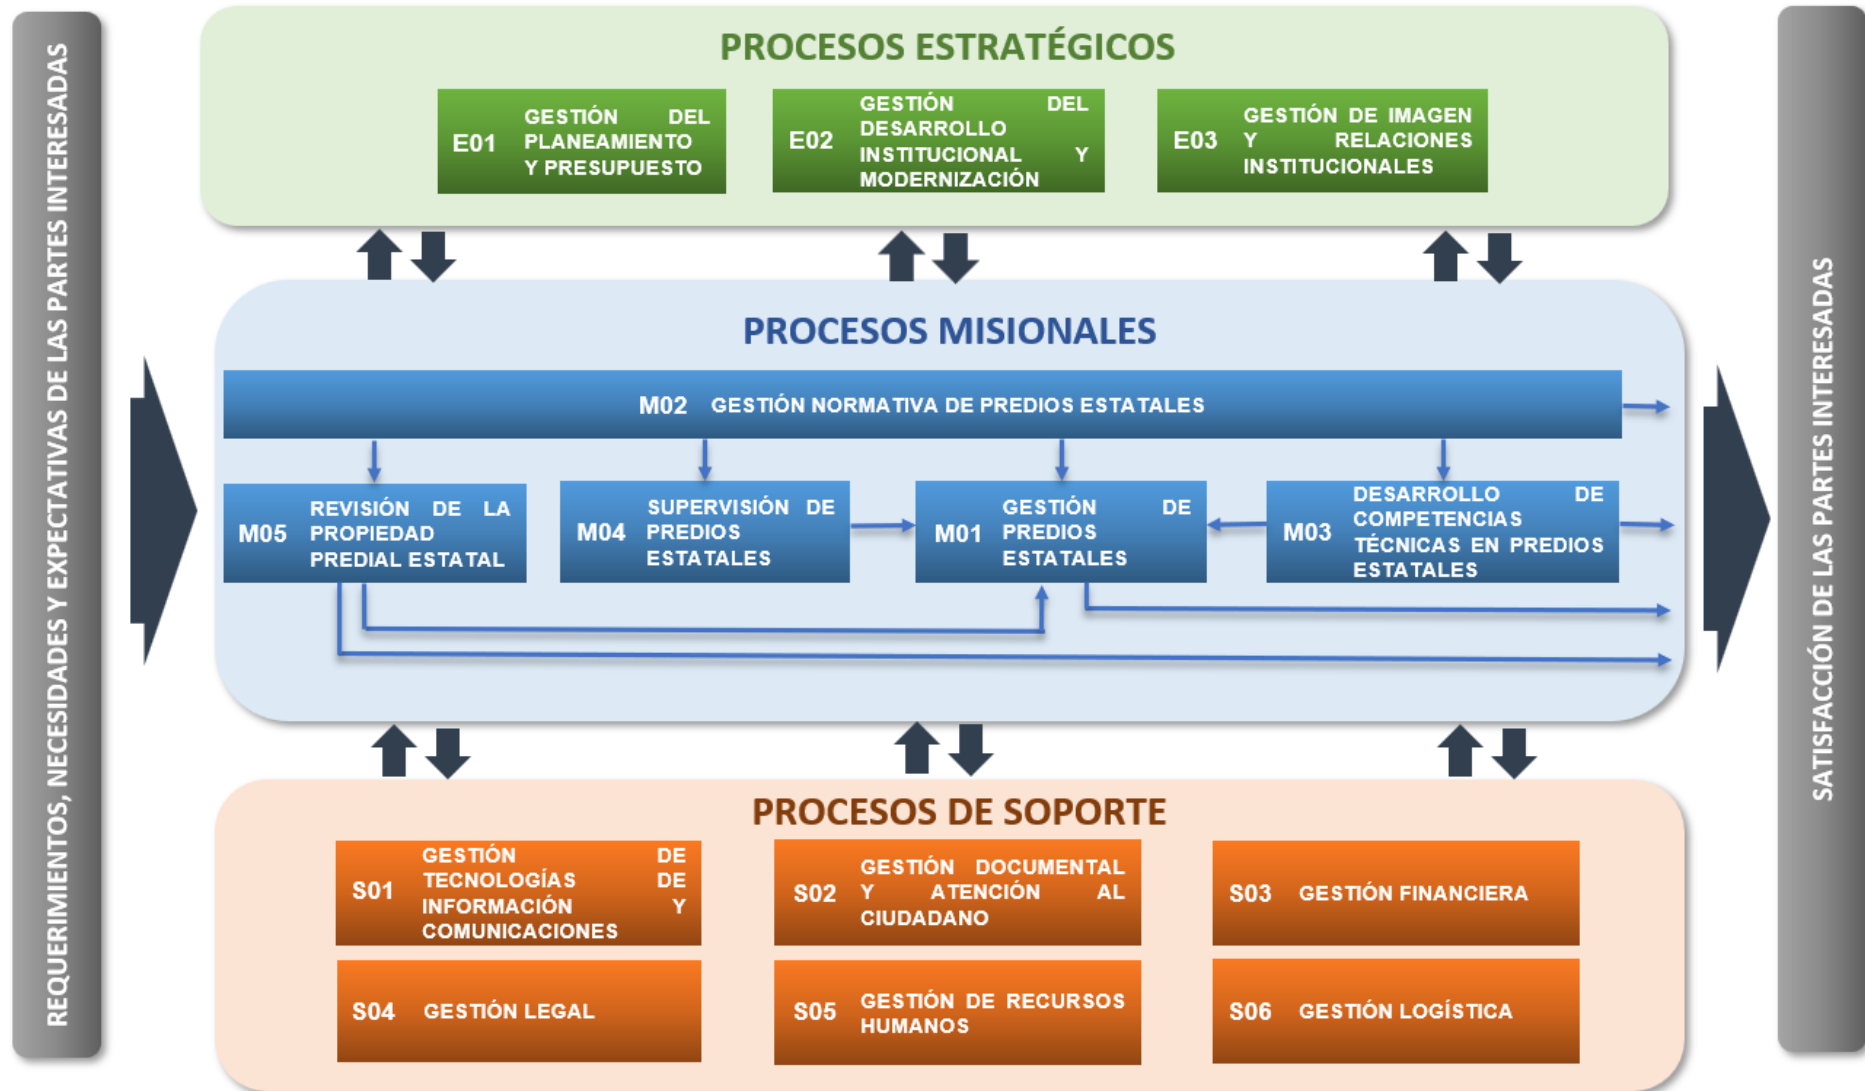 REQUERIMIENTOS, NECESIDADES Y EXPECTATIVAS DE LAS PARTES INTERESADAS
PROCESOS ESTRATÉGICOS
E01
GESTIÓN DEL
PLANEAMIENTO
Y PRESUPUESTO
E02
GESTIÓN DEL
DESARROLLO
INSTITUCIONAL Y
MODERNIZACIÓN
E03
GESTIÓN DE IMAGEN
Y RELACIONES
INSTITUCIONALES
PROCESOS MISIONALES
M02 GESTIÓN NORMATIVA DE PREDIOS ESTATALES
M05
REVISIÓN DE LA
PROPIEDAD
PREDIAL ESTATAL
M04
SUPERVISIÓN DE
PREDIOS
ESTATALES
M01
GESTIÓN DE
PREDIOS
ESTATALES
M03
DESARROLLO DE
COMPETENCIAS
TÉCNICAS EN PREDIOS
ESTATALES
PROCESOS DE SOPORTE
S01
GESTIÓN DE
TECNOLOGÍAS DE
INFORMACIÓN Y
COMUNICACIONES
S02
GESTIÓN DOCUMENTAL
Y ATENCIÓN AL
CIUDADANO
S03 GESTIÓN FINANCIERA
S04 GESTIÓN LEGAL
S05
GESTIÓN DE RECURSOS
HUMANOS
S06 GESTIÓN LOGÍSTICA
SATISFACCIÓN DE LAS PARTES INTERESADAS